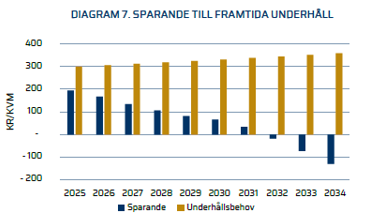 DIAGRAM 7. SPARANDE TILL FRAMTIDA UNDERHÅLL
KR/KVM
400
300
200
100
-
- 100
- 200
2025 2026 2027 2028 2029 2030 2031 2032 2033 2034
Sparande Underhållsbehov